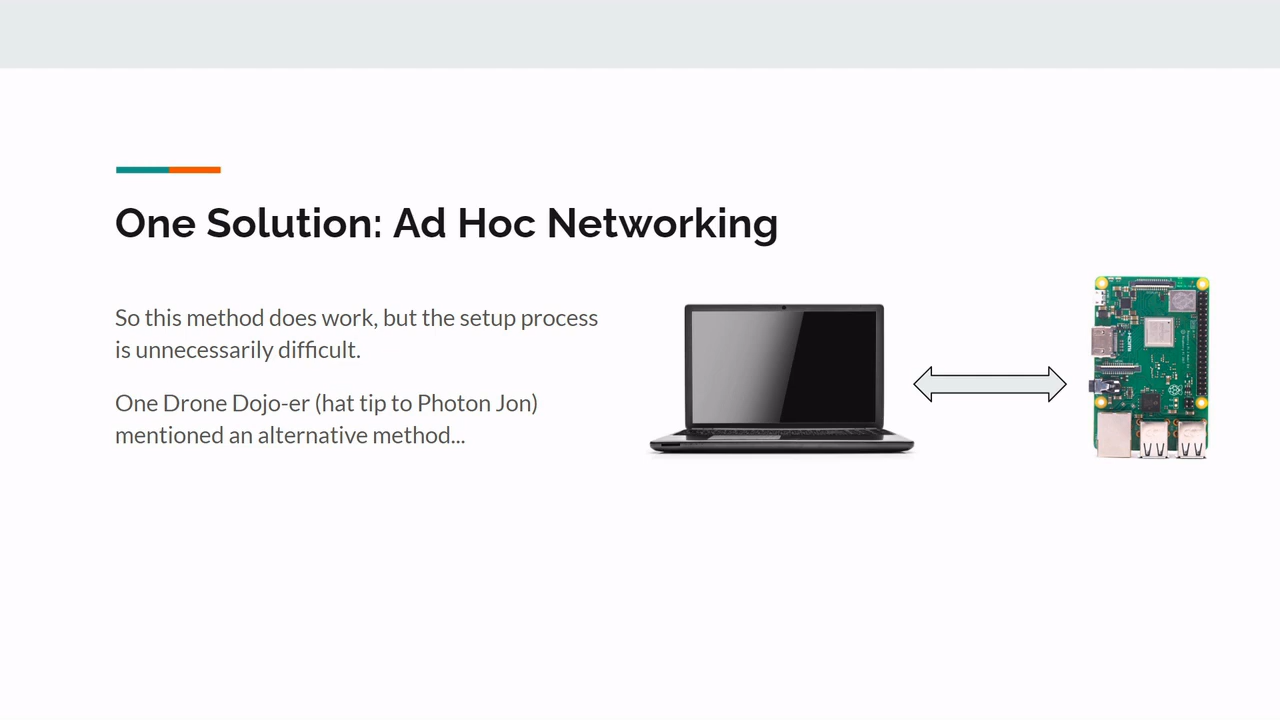 One Solution: Ad Hoc Networking
So this method does work, but the setup process
is unnecessarily difficult.
One Drone Dojo-er (hat tip to Photon Jon)
mentioned an alternative method...